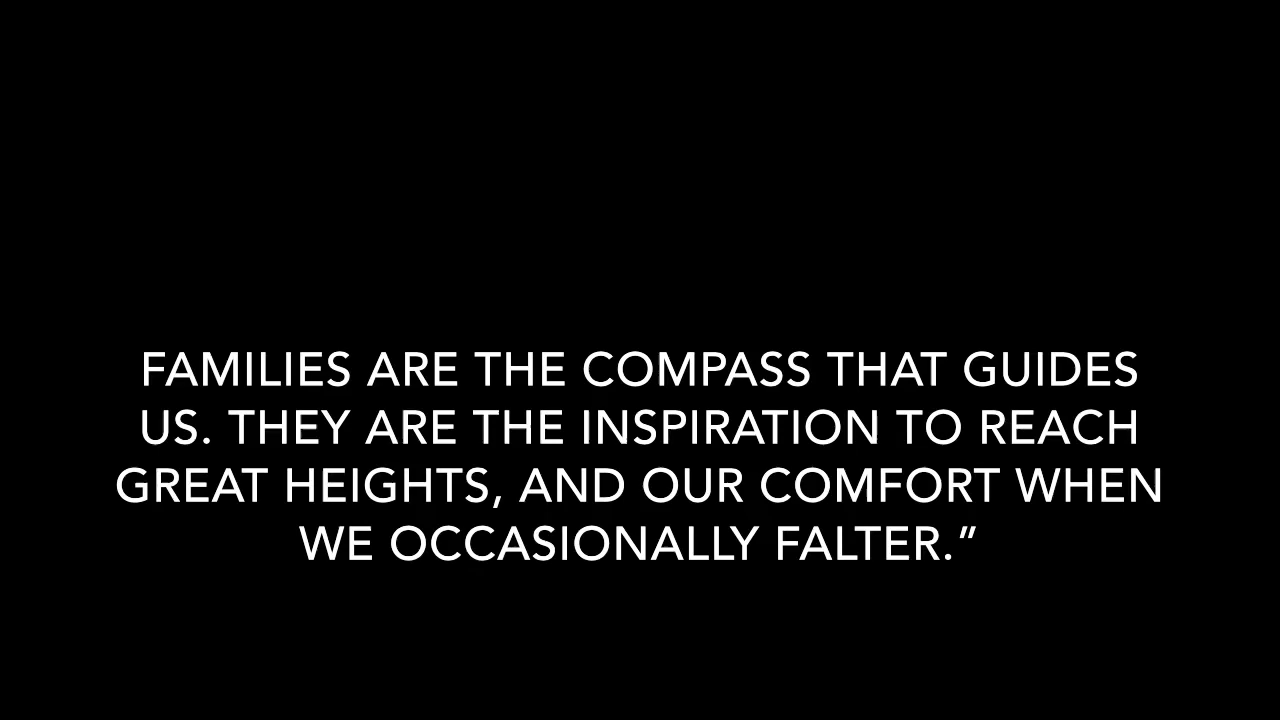 FAMILIES ARE THE COMPASS THAT GUIDES
US. THEY ARE THE INSPIRATION TO REACH
GREAT HEIGHTS, AND OUR COMFORT WHEN
WE OCCASIONALLY FALTER.”